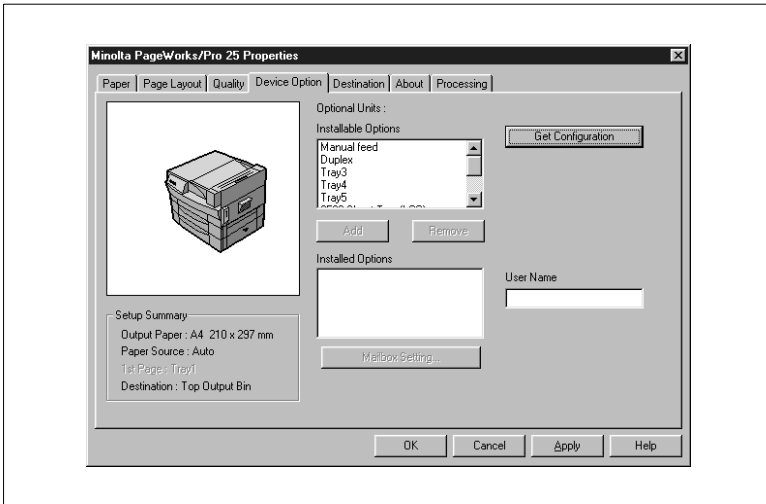 Minolta PageWorks/Pro 25 Properties
Paper
Page Layout
Quality
Device Option
Destination
About
Processing
Optional Units :
Installable Options
Manual feed
Duplex
Tray3
Tray4
Tray5
Get Configuration
Add
Remove
Installed Options
User Name
Mailbox Setting...
Setup Summary
Output Paper : A4 210 x 297 mm
Paper Source : Auto
1st Page : Tray1
Destination : Top Output Bin
OK
Cancel
Apply
Help